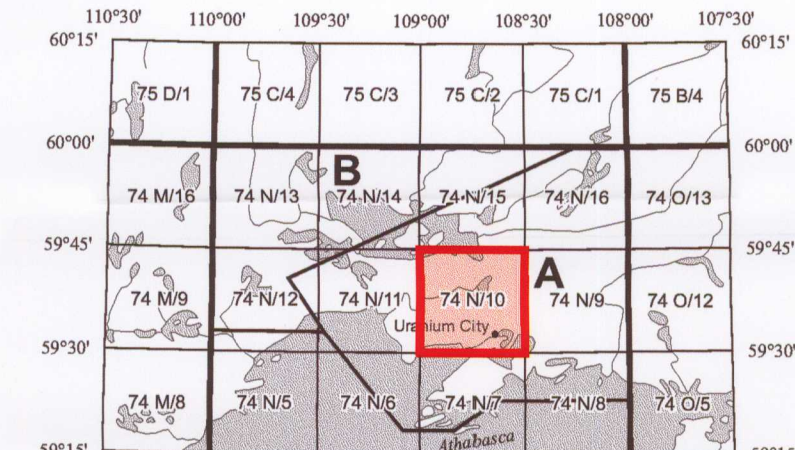 110°30' 110°00' 109°30' 109°00' 108°30' 108°00' 107°30'
60°15' 60°15'
75 D/1 75 C/4 75 C/3 75 C/2 75 C/1 75 B/4
60°00' 60°00'
B
74 M/16 74 N/13 74 N/14 74 N/15 74 N/16 74 O/13
59°45' 59°45'
A
74 M/9 74 N/12 74 N/11 74 N/10 74 N/9 74 O/12
Uranium City
59°30' 59°30'
74 M/8 74 N/5 74 N/6 74 N/7 74 N/8 74 O/5
Athabasca